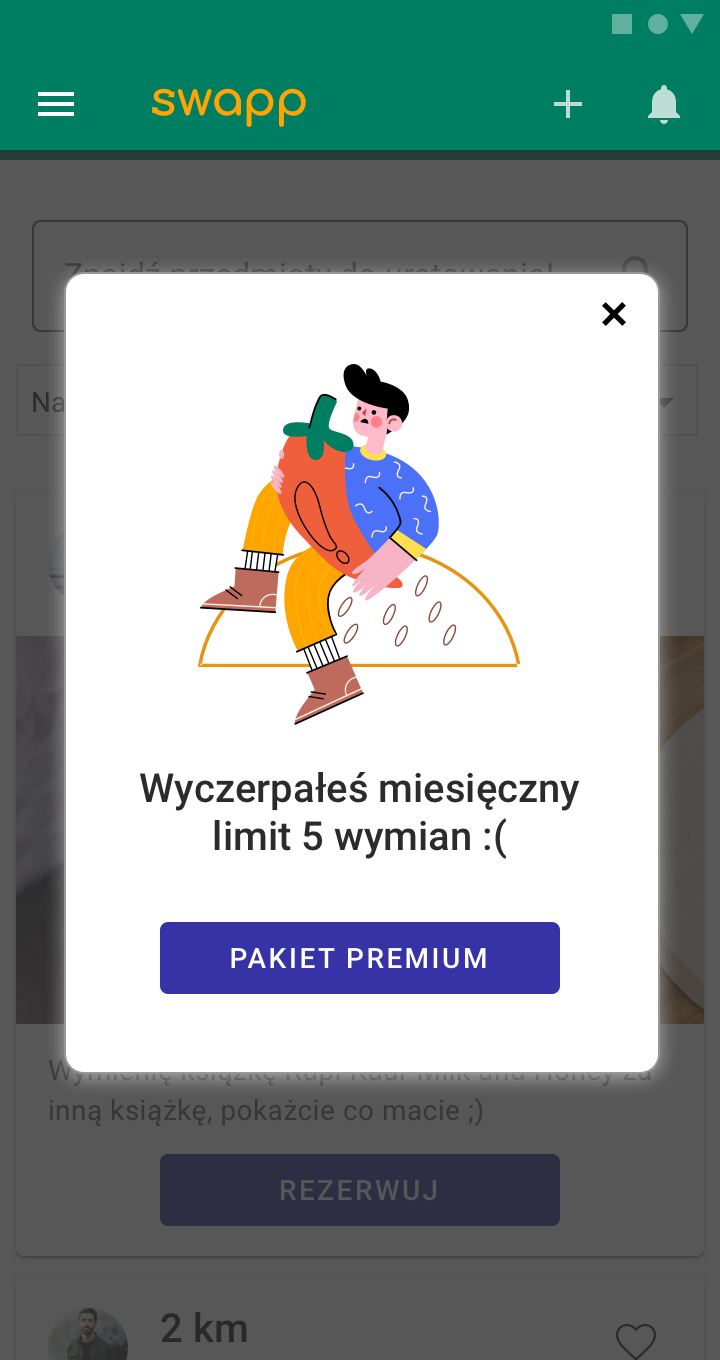 swapp
Znajdź przedmioty do uratowania!
Na
Wyczerpałeś miesięczny
limit 5 wymian :(
PAKIET PREMIUM
Wymienię książkę Rupi Kaur Milk and Honey za
inną książkę, pokażcie co macie ;)
REZERWUJ
2 km